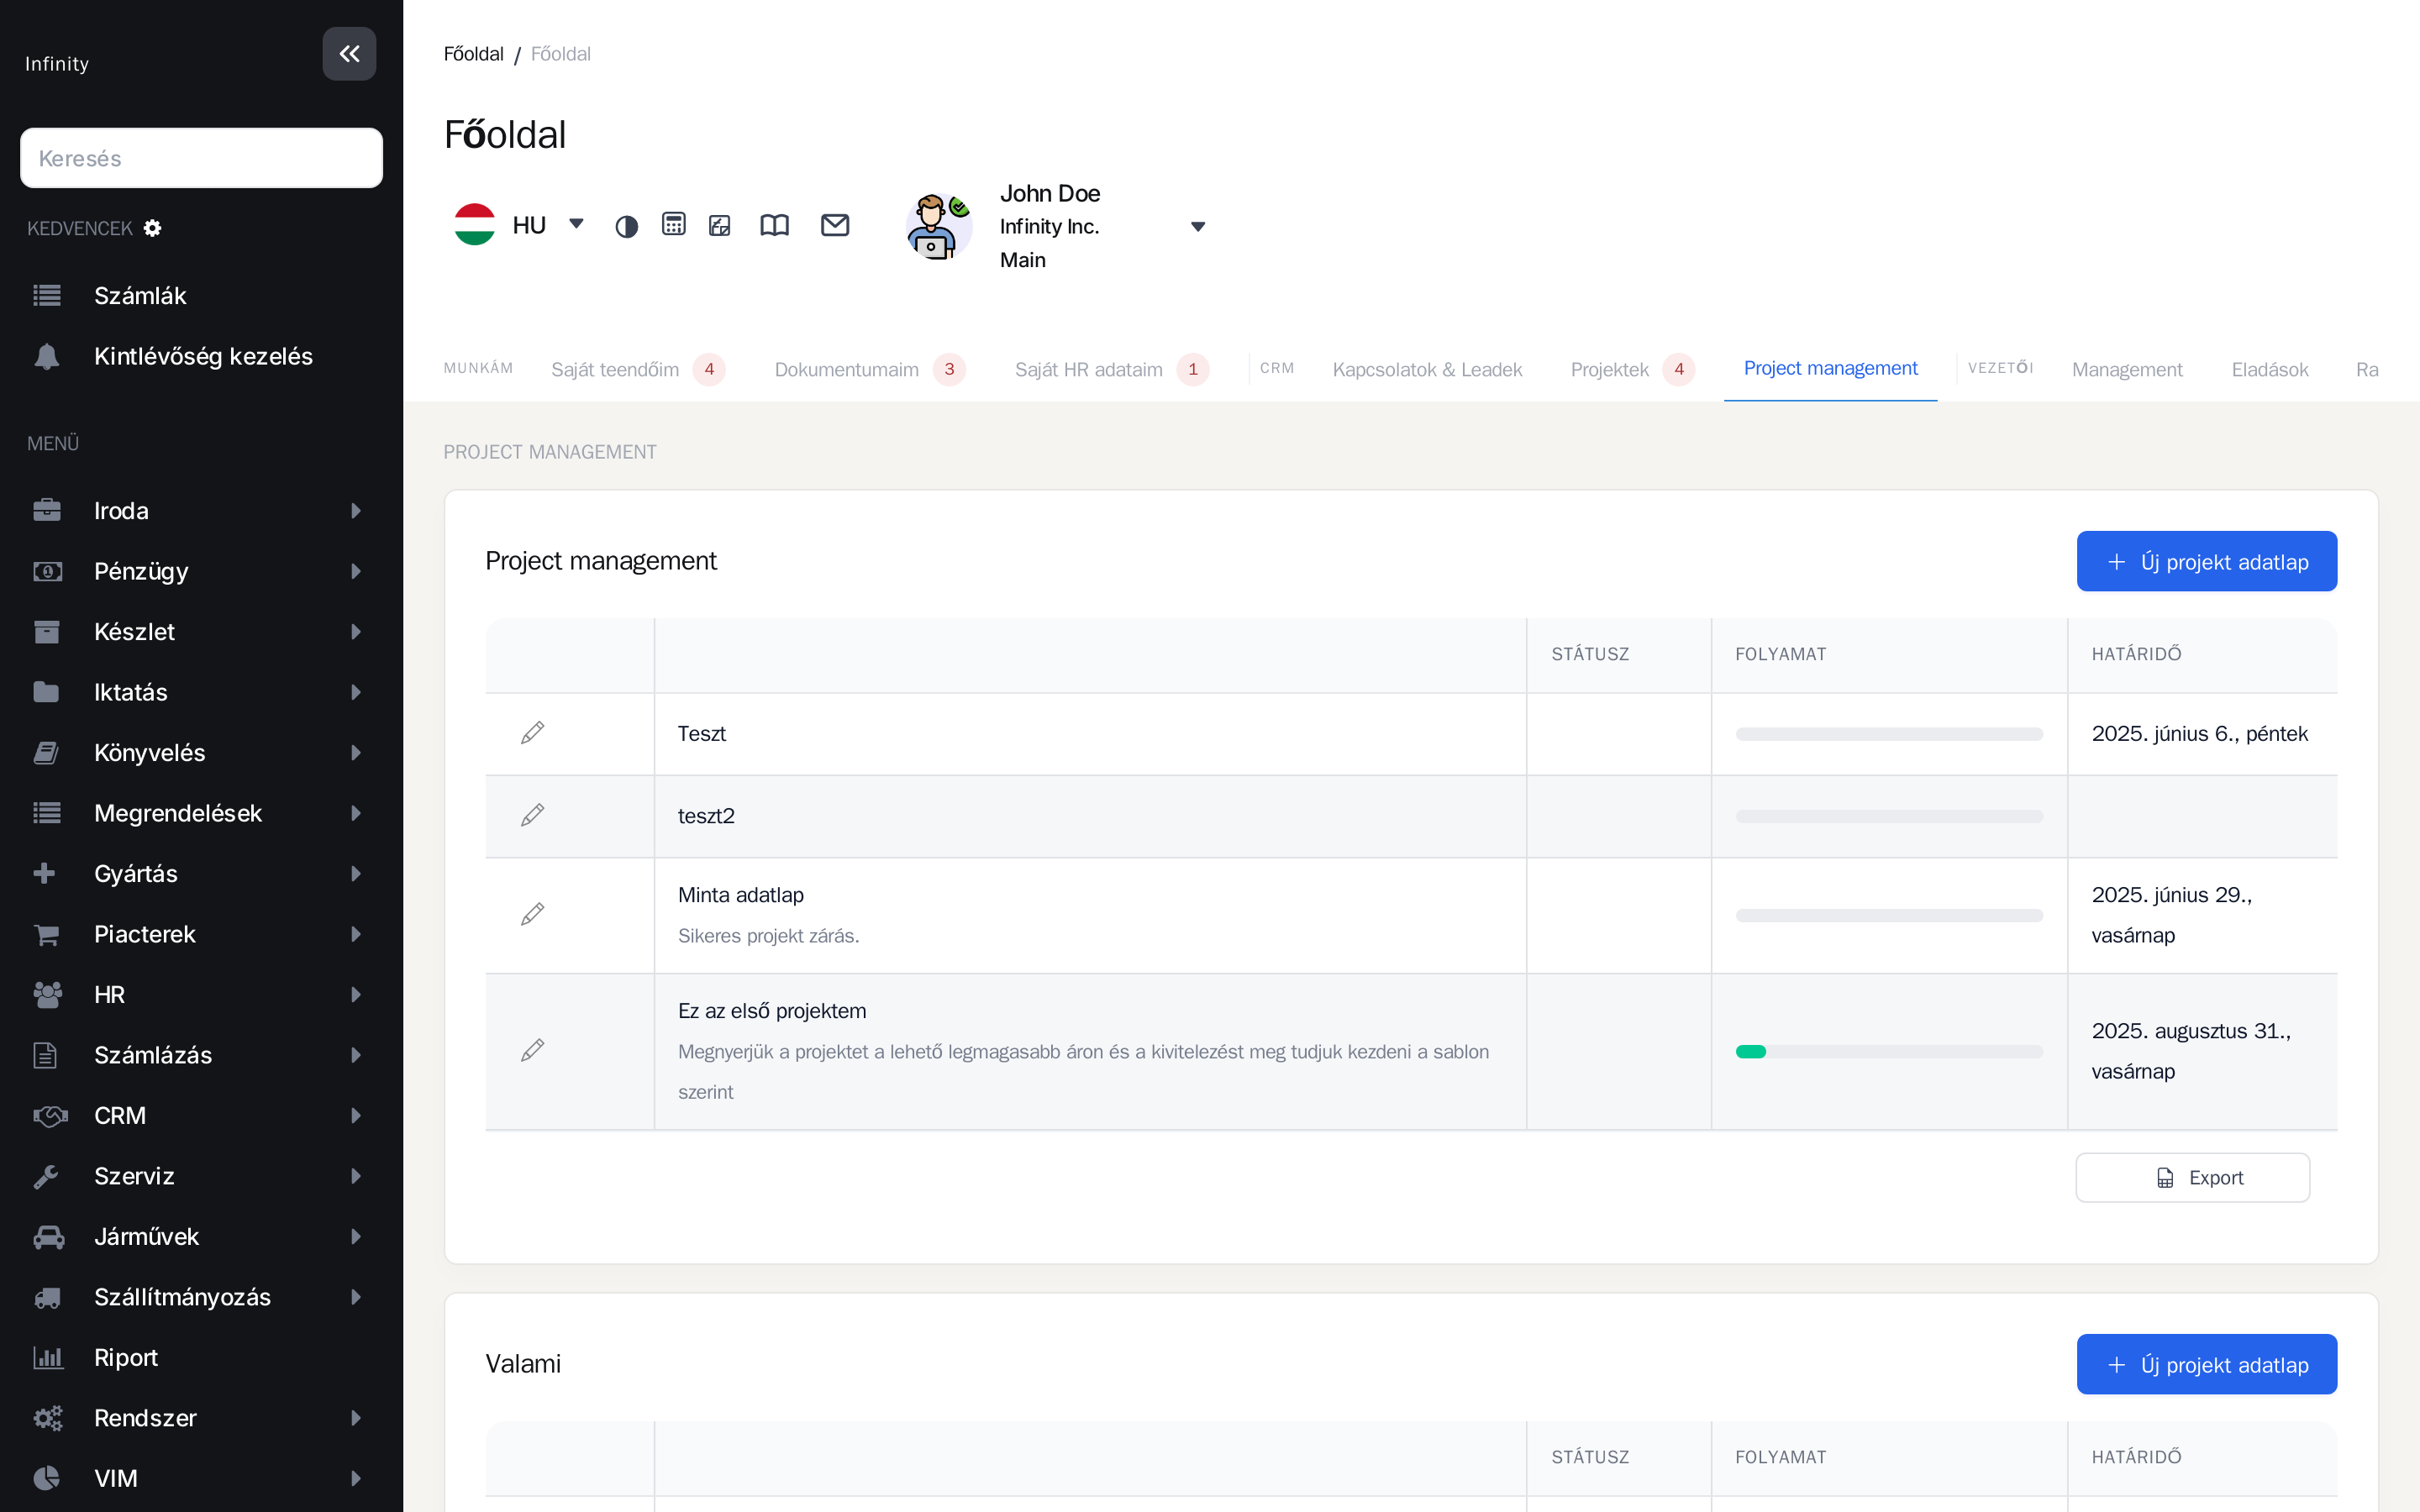 Infinity
Keresés
KEDVENCEK
Számlák
Kintlévőség kezelés
MENÜ
Iroda
Pénzügy
Készlet
Iktatás
Könyvelés
Megrendelések
Gyártás
Piacterek
HR
Számlázás
CRM
Szerviz
Járművek
Szállítmányozás
Riport
Rendszer
VIM
Főoldal / Főoldal
Főoldal
HU
John Doe
Infinity Inc.
Main
MUNKÁM Saját teendőim 4 Dokumentumaim 3 Saját HR adataim 1 CRM Kapcsolatok & Leadek Projektek 4 Project management VEZETŐI Management Eladások Ra
PROJECT MANAGEMENT
Project management
Új projekt adatlap
STÁTUSZ FOLYAMAT HATÁRIDŐ
Teszt 2025. június 6., péntek
teszt2
Minta adatlap
Sikeres projekt zárás.
2025. június 29.,
vasárnap
Ez az első projektem
Megnyerjük a projektet a lehető legmagasabb áron és a kivitelezést meg tudjuk kezdeni a sablon
szerint
2025. augusztus 31.,
vasárnap
Export
Valami
Új projekt adatlap
STÁTUSZ FOLYAMAT HATÁRIDŐ